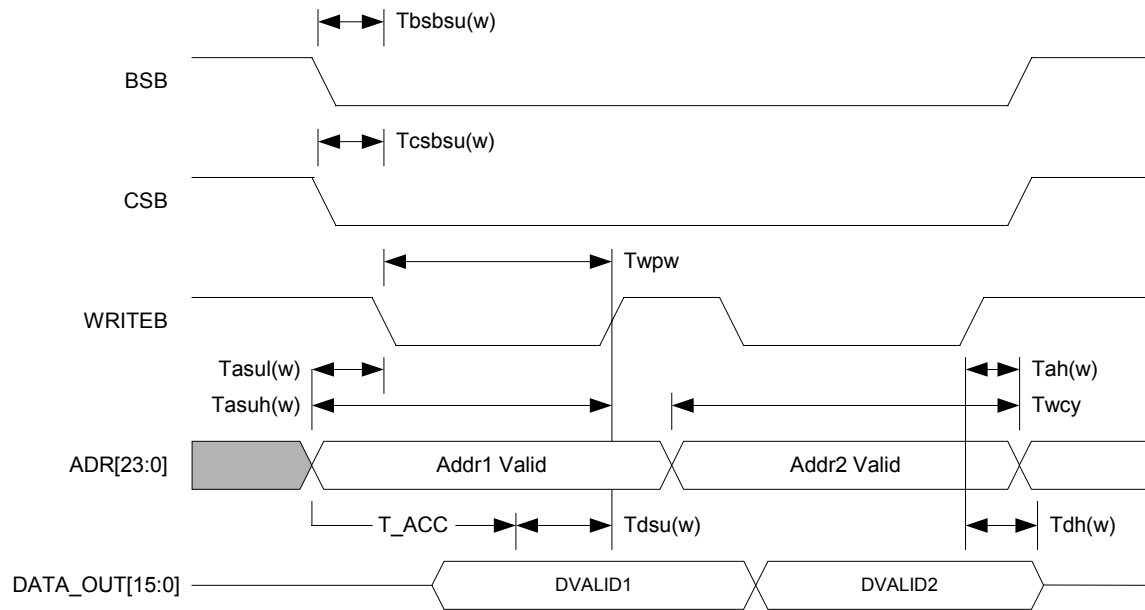 Tbsbsu(w)
BSB
Tcsbsu(w)
CSB
Twpw
WRITEB
Tasul(w) Tah(w)
Tasuh(w) Twcy
ADR[23:0] Addr1 Valid Addr2 Valid
T_ACC Tdsu(w) Tdh(w)
DATA_OUT[15:0] DVALID1 DVALID2